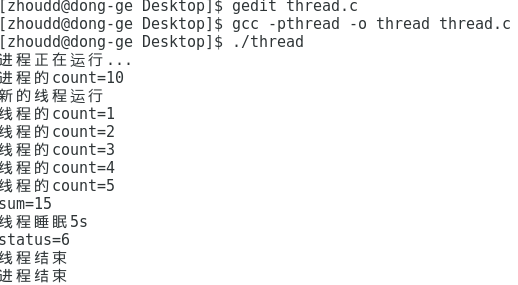 [zhoudd@dong-ge Desktop]$ gedit thread.c
[zhoudd@dong-ge Desktop]$ gcc -pthread -o thread thread.c
[zhoudd@dong-ge Desktop]$ ./thread
进程正在运行...
进程的count=10
新的线程运行
线程的count=1
线程的count=2
线程的count=3
线程的count=4
线程的count=5
sum=15
线程睡眠5s
status=6
线程结束
进程结束